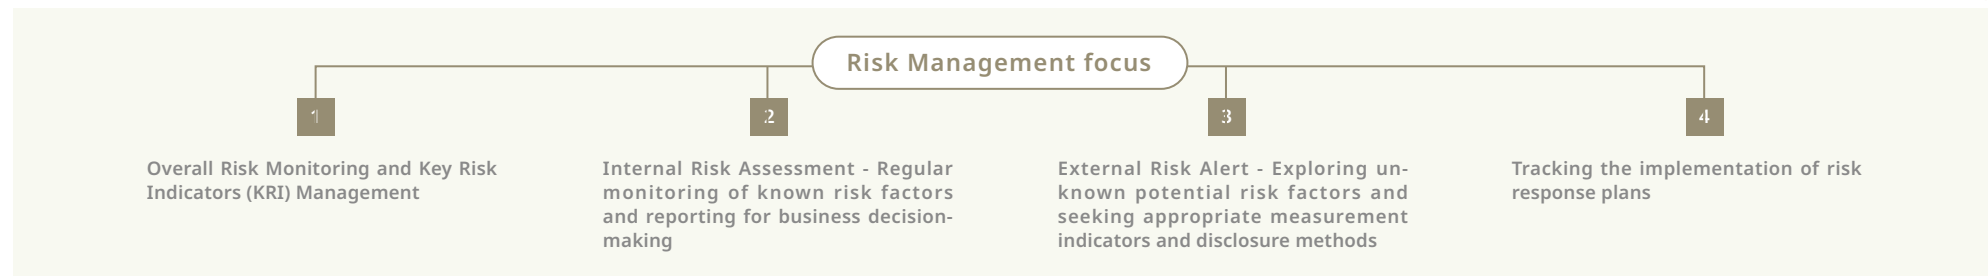 Risk Management focus
1
2
3
4
Overall Risk Monitoring and Key Risk
Indicators (KRI) Management
Internal Risk Assessment - Regular
monitoring of known risk factors
and reporting for business decision-
making
External Risk Alert - Exploring un-
known potential risk factors and
seeking appropriate measurement
indicators and disclosure methods
Tracking the implementation of risk
response plans